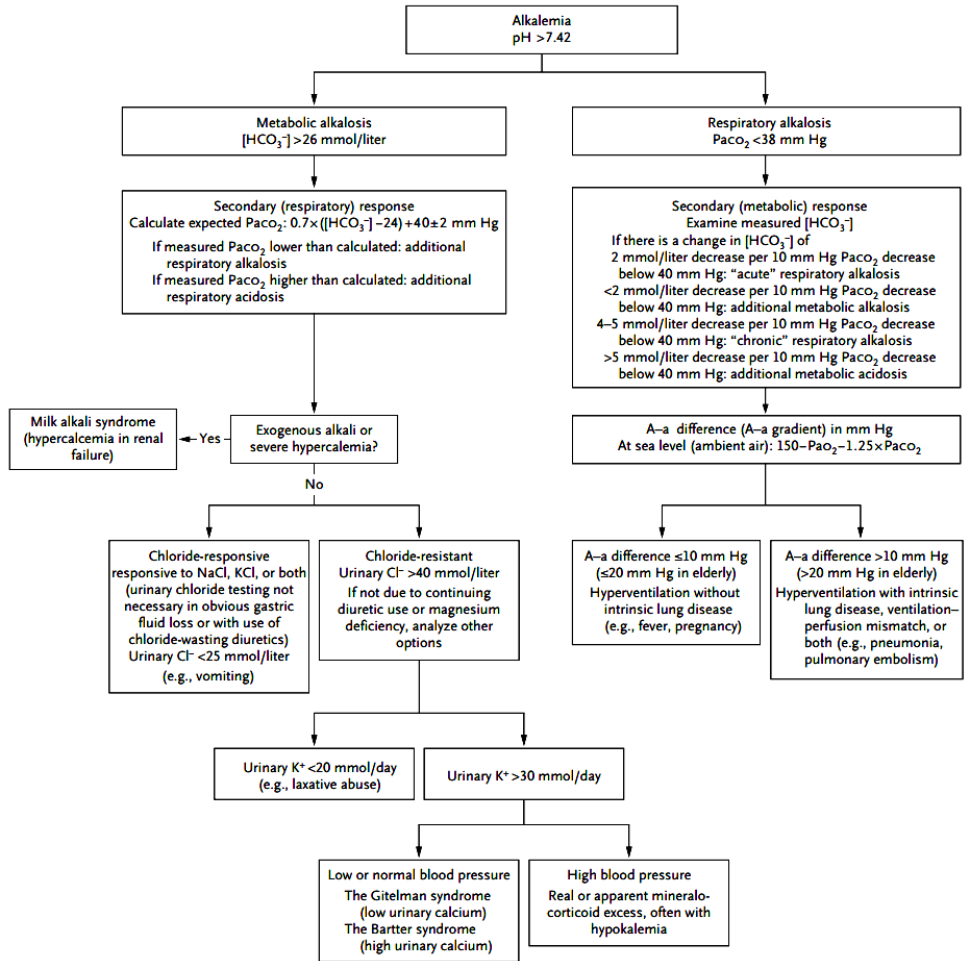 Alkalemia
pH >7.42
Metabolic alkalosis
[HCO₃⁻] >26 mmol/liter
Respiratory alkalosis
Paco₂ <38 mm Hg
Secondary (respiratory) response
Calculate expected Paco₂: 0.7×([HCO₃⁻] −24) +40±2 mm Hg
If measured Paco₂ lower than calculated: additional
respiratory alkalosis
If measured Paco₂ higher than calculated: additional
respiratory acidosis
Secondary (metabolic) response
Examine measured [HCO₃⁻]
If there is a change in [HCO₃⁻] of
2 mmol/liter decrease per 10 mm Hg Paco₂ decrease
below 40 mm Hg: “acute” respiratory alkalosis
<2 mmol/liter decrease per 10 mm Hg Paco₂ decrease
below 40 mm Hg: additional metabolic alkalosis
4–5 mmol/liter decrease per 10 mm Hg Paco₂ decrease
below 40 mm Hg: “chronic” respiratory alkalosis
>5 mmol/liter decrease per 10 mm Hg Paco₂ decrease
below 40 mm Hg: additional metabolic acidosis
Milk alkali syndrome
(hypercalcemia in renal
failure)
Yes
Exogenous alkali or
severe hypercalemia?
No
A–a difference (A–a gradient) in mm Hg
At sea level (ambient air): 150−Pao₂−1.25×Paco₂
Chloride-responsive
responsive to NaCl, KCl, or both
(urinary chloride testing not
necessary in obvious gastric
fluid loss or with use of
chloride-wasting diuretics)
Urinary Cl⁻ <25 mmol/liter
(e.g., vomiting)
Chloride-resistant
Urinary Cl⁻ >40 mmol/liter
If not due to continuing
diuretic use or magnesium
deficiency, analyze other
options
A–a difference ≤10 mm Hg
(≤20 mm Hg in elderly)
Hyperventilation without
intrinsic lung disease
(e.g., fever, pregnancy)
A–a difference >10 mm Hg
(>20 mm Hg in elderly)
Hyperventilation with intrinsic
lung disease, ventilation–
perfusion mismatch, or
both (e.g., pneumonia,
pulmonary embolism)
Urinary K⁺ <20 mmol/day
(e.g., laxative abuse)
Urinary K⁺ >30 mmol/day
Low or normal blood pressure
The Gitelman syndrome
(low urinary calcium)
The Bartter syndrome
(high urinary calcium)
High blood pressure
Real or apparent mineralo-
corticoid excess, often with
hypokalemia